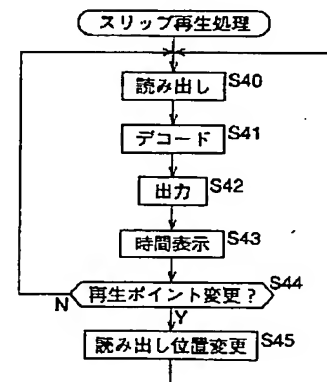 スリップ再生処理
読み出し S40
デコード S41
出力 S42
時間表示 S43
再生ポイント変更? S44
N
Y
読み出し位置変更 S45